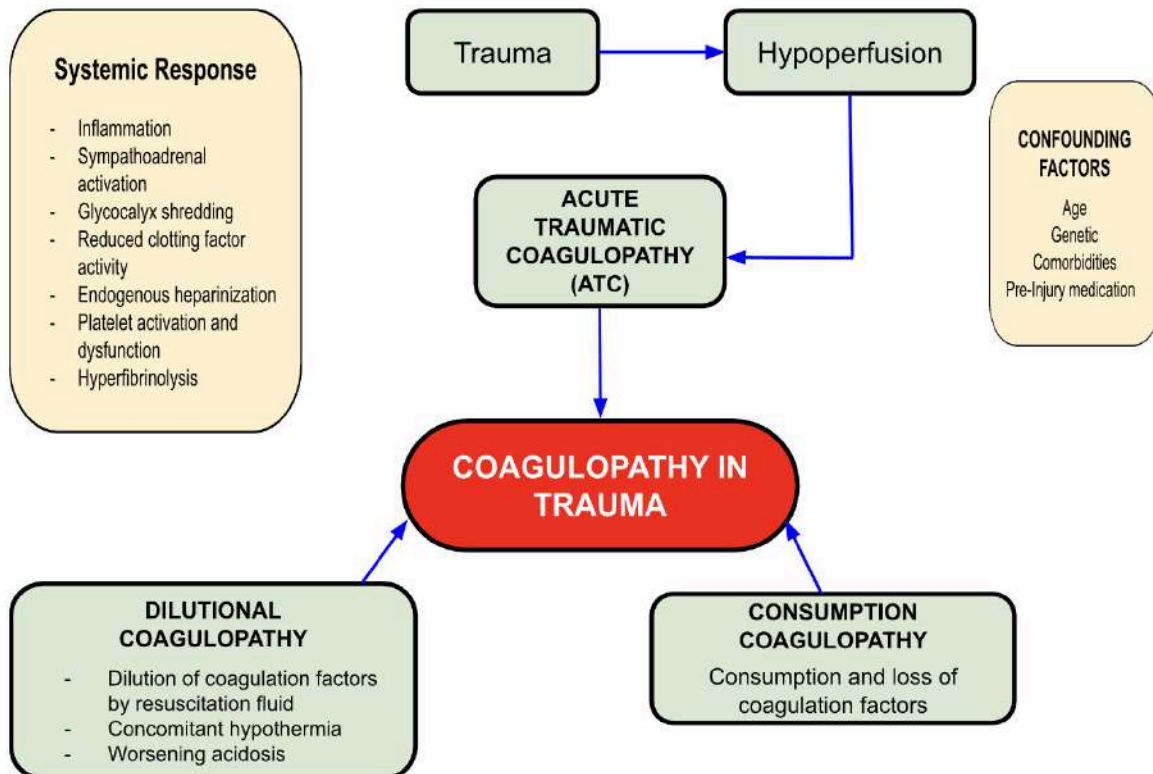 Systemic Response
- Inflammation
- Sympathoadrenal
activation
- Glycocalyx shredding
- Reduced clotting factor
activity
- Endogenous heparinization
- Platelet activation and
dysfunction
- Hyperfibrinolysis
Trauma
Hypoperfusion
CONFOUNDING
FACTORS
Age
Genetic
Comorbidities
Pre-Injury medication
ACUTE
TRAUMATIC
COAGULOPATHY
(ATC)
COAGULOPATHY IN
TRAUMA
DILUTIONAL
COAGULOPATHY
- Dilution of coagulation factors
by resuscitation fluid
- Concomitant hypothermia
- Worsening acidosis
CONSUMPTION
COAGULOPATHY
Consumption and loss of
coagulation factors